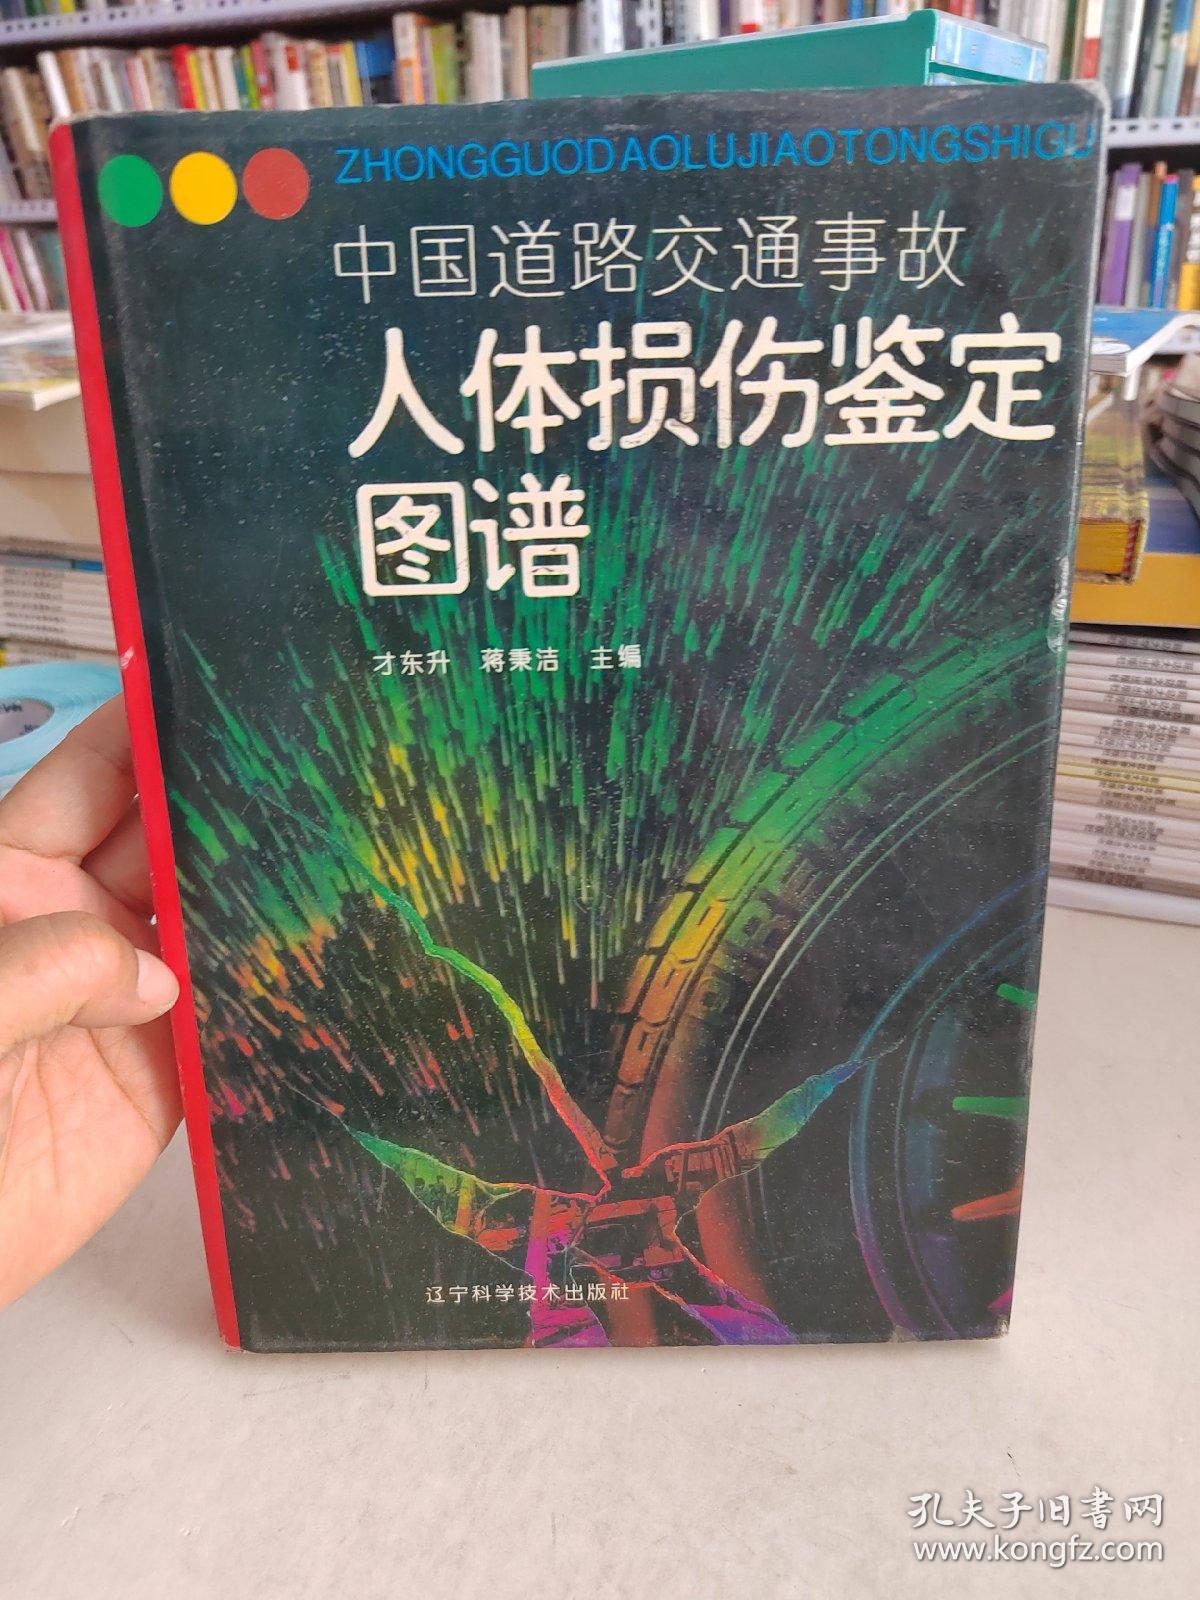 ZHONGGUODAOLUJIAOTONGSHIGU
中国道路交通事故
人体损伤鉴定
图谱
才东升 蒋秉洁 主编
辽宁科学技术出版社
孔夫子旧书网
www.kongfz.com